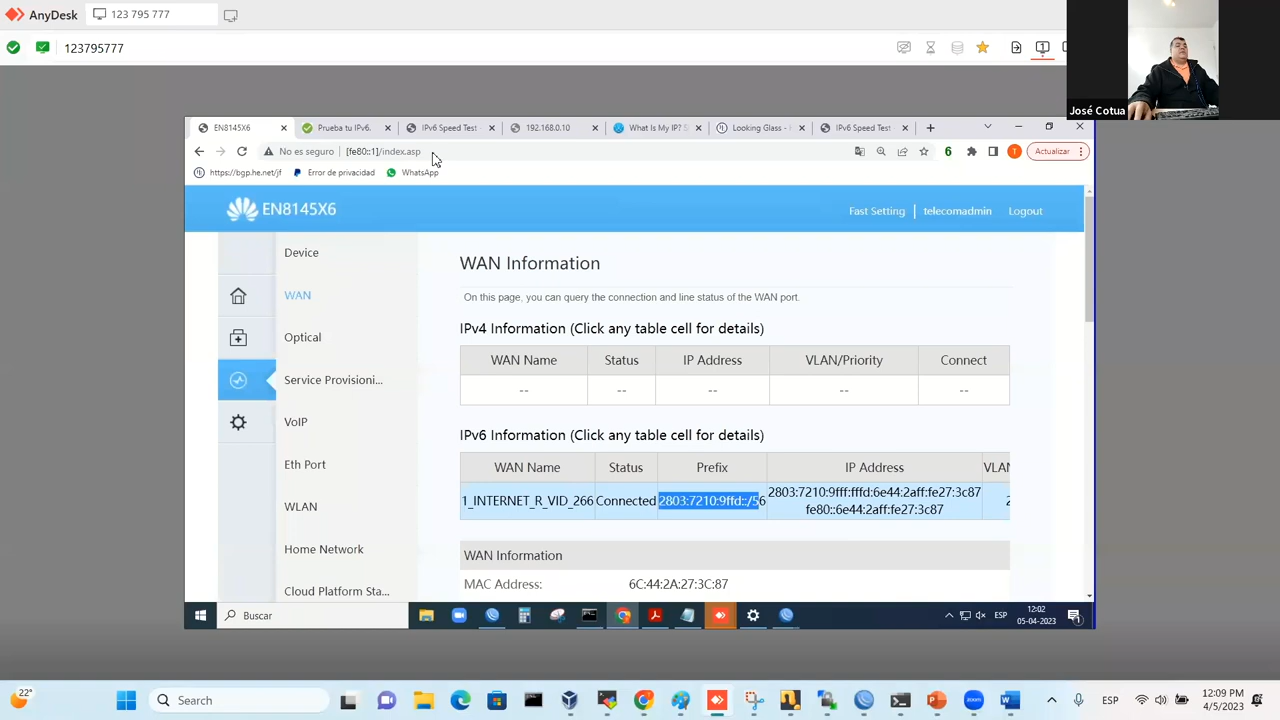 AnyDesk
123 795 777
123795777
1
José Cotua
EN8145X6
Prueba tu IPv6.
IPv6 Speed Test
192.168.0.10
What Is My IP?
Looking Glass -
IPv6 Speed Test
No es seguro
[fe80::1]/index.asp
6
T
Actualizar
https://bgp.he.net/jf
Error de privacidad
WhatsApp
EN8145X6
Fast Setting
telecomadmin
Logout
Device
WAN
Optical
Service Provisioni...
VoIP
Eth Port
WLAN
Home Network
Cloud Platform Sta...
WAN Information
On this page, you can query the connection and line status of the WAN port.
IPv4 Information (Click any table cell for details)
WAN Name Status IP Address VLAN/Priority Connect
-- -- -- -- --
IPv6 Information (Click any table cell for details)
WAN Name Status Prefix IP Address VLAN
1_INTERNET_R_VID_266 Connected 2803:7210:9ffd::/56 2803:7210:9fff:fffd:6e44:2aff:fe27:3c87
fe80::6e44:2aff:fe27:3c87
WAN Information
MAC Address: 6C:44:2A:27:3C:87
Buscar
ESP
12:02
05-04-2023
22°
Search
ESP
12:09 PM
4/5/2023